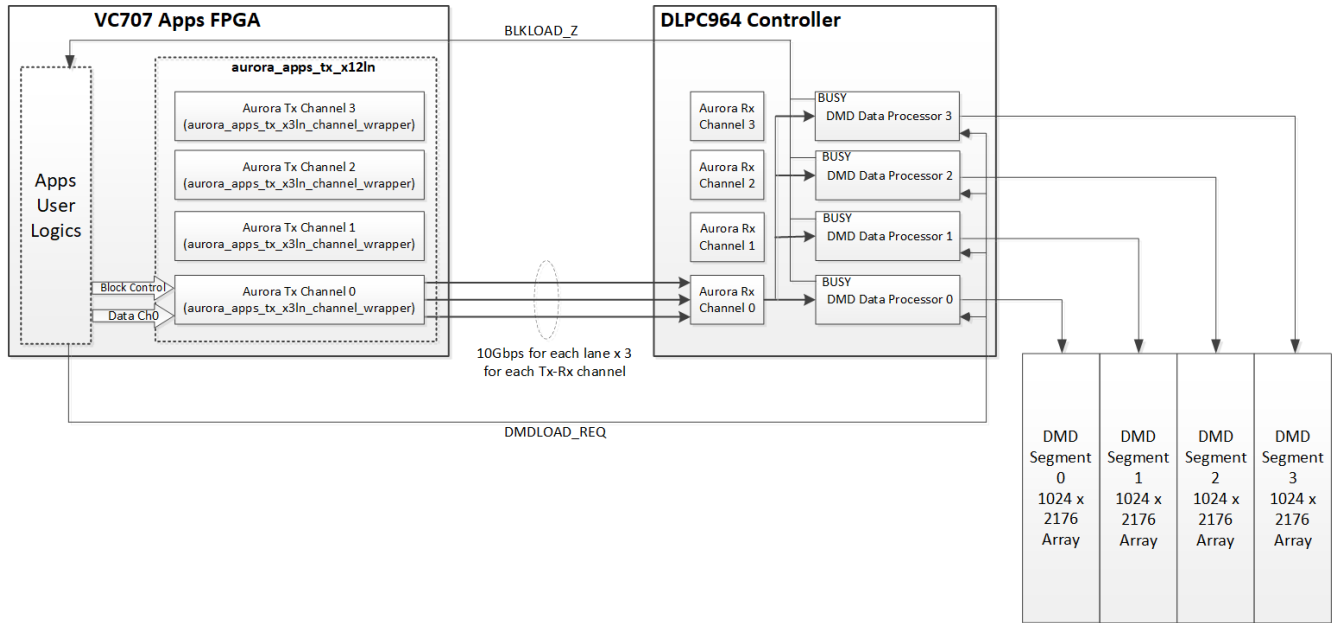 VC707 Apps FPGA
DLPC964 Controller
BLKLOAD_Z
aurora_apps_tx_x12ln
Aurora Tx Channel 3
(aurora_apps_tx_x3ln_channel_wrapper)
Aurora Tx Channel 2
(aurora_apps_tx_x3ln_channel_wrapper)
Aurora Tx Channel 1
(aurora_apps_tx_x3ln_channel_wrapper)
Aurora Tx Channel 0
(aurora_apps_tx_x3ln_channel_wrapper)
Apps
User
Logics
Block Control
Data Ch0
10Gbps for each lane x 3
for each Tx-Rx channel
Aurora Rx
Channel 3
Aurora Rx
Channel 2
Aurora Rx
Channel 1
Aurora Rx
Channel 0
BUSY
DMD Data Processor 3
BUSY
DMD Data Processor 2
BUSY
DMD Data Processor 1
BUSY
DMD Data Processor 0
DMDLOAD_REQ
DMD
Segment
0
1024 x
2176
Array
DMD
Segment
1
1024 x
2176
Array
DMD
Segment
2
1024 x
2176
Array
DMD
Segment
3
1024 x
2176
Array